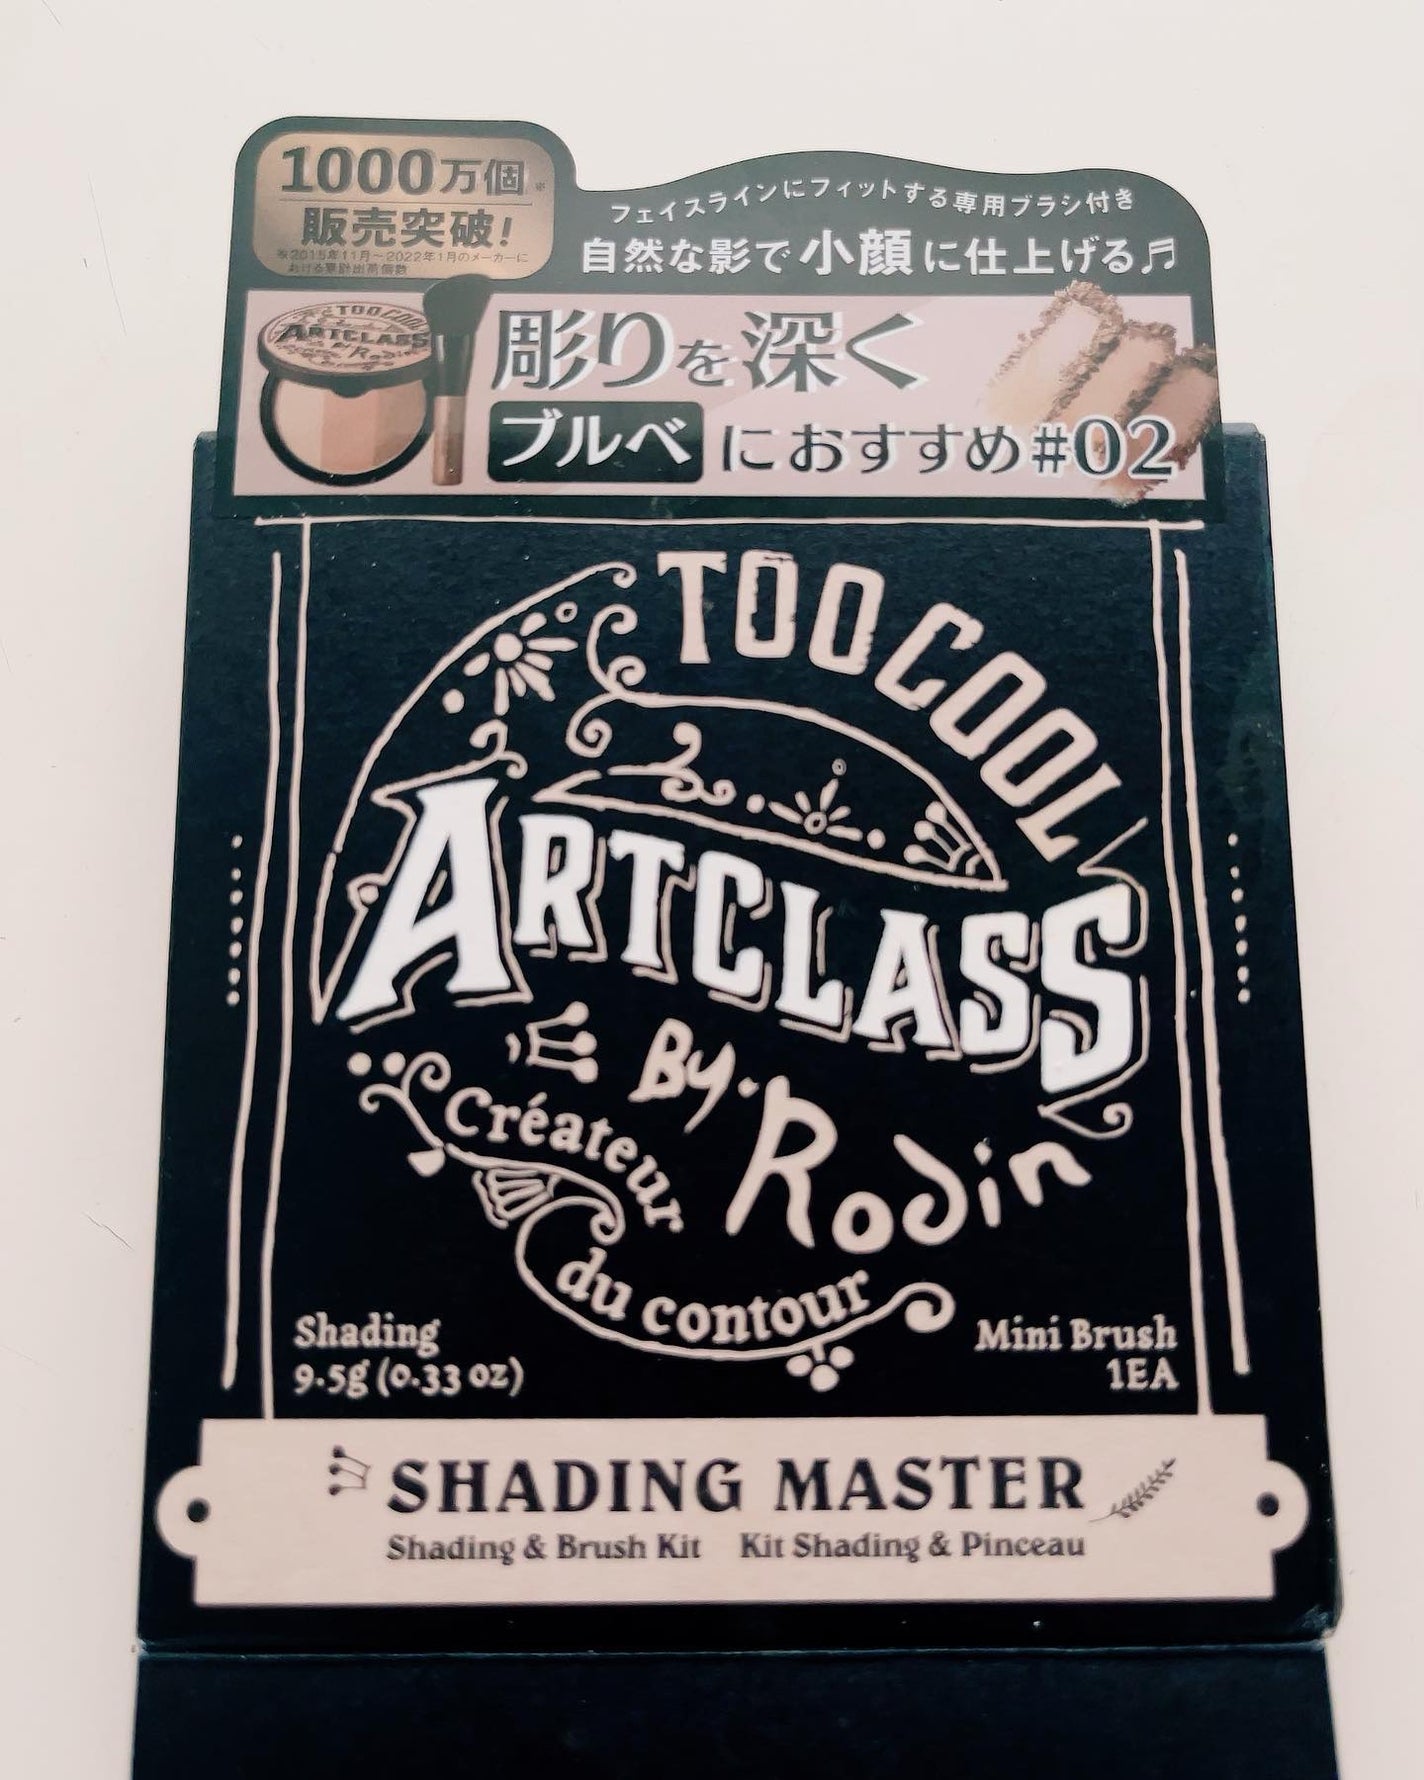 1000万個※
販売突破!
※2015年11月~2022年1月のメーカーに
おける累計出荷個数
フェイスラインにフィットする専用ブラシ付き
自然な影で小顔に仕上げる♬
TOO COOL
ARTCLASS
By Rodin
彫りを深く
ブルベにおすすめ#02
TOO COOL
ARTCLASS
By Rodin
Créateur
du contour
Shading
9.5g (0.33 oz)
Mini Brush
1EA
SHADING MASTER
Shading & Brush Kit Kit Shading & Pinceau